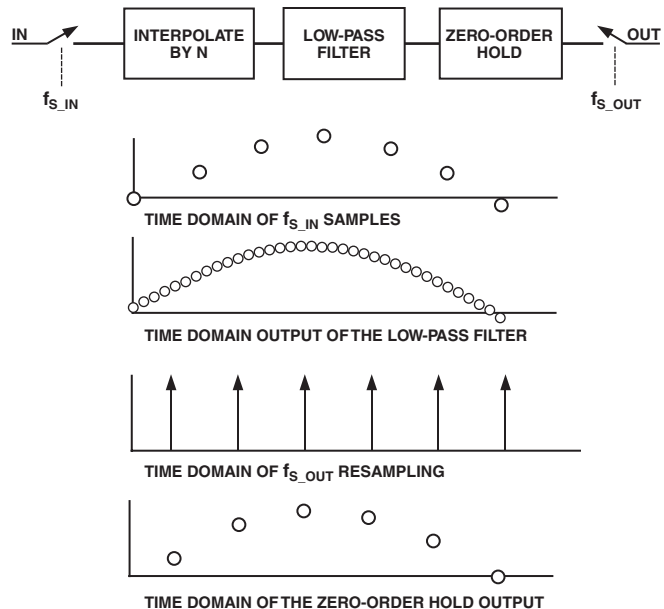 IN
INTERPOLATE
BY N
LOW-PASS
FILTER
ZERO-ORDER
HOLD
OUT
fS_IN
fS_OUT
TIME DOMAIN OF fS_IN SAMPLES
TIME DOMAIN OUTPUT OF THE LOW-PASS FILTER
TIME DOMAIN OF fS_OUT RESAMPLING
TIME DOMAIN OF THE ZERO-ORDER HOLD OUTPUT